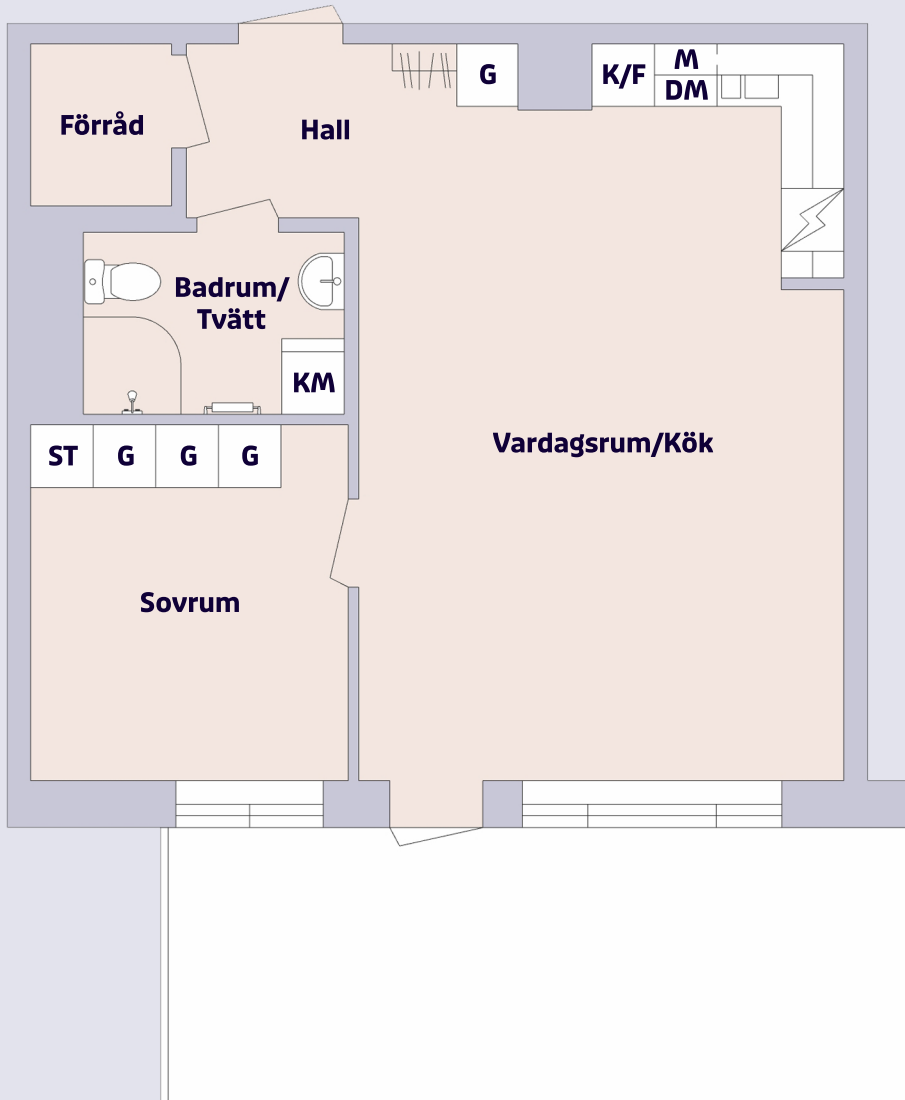 G
K/F
M
DM
Förråd
Hall
Badrum/
Tvätt
KM
Vardagsrum/Kök
ST
G
G
G
Sovrum